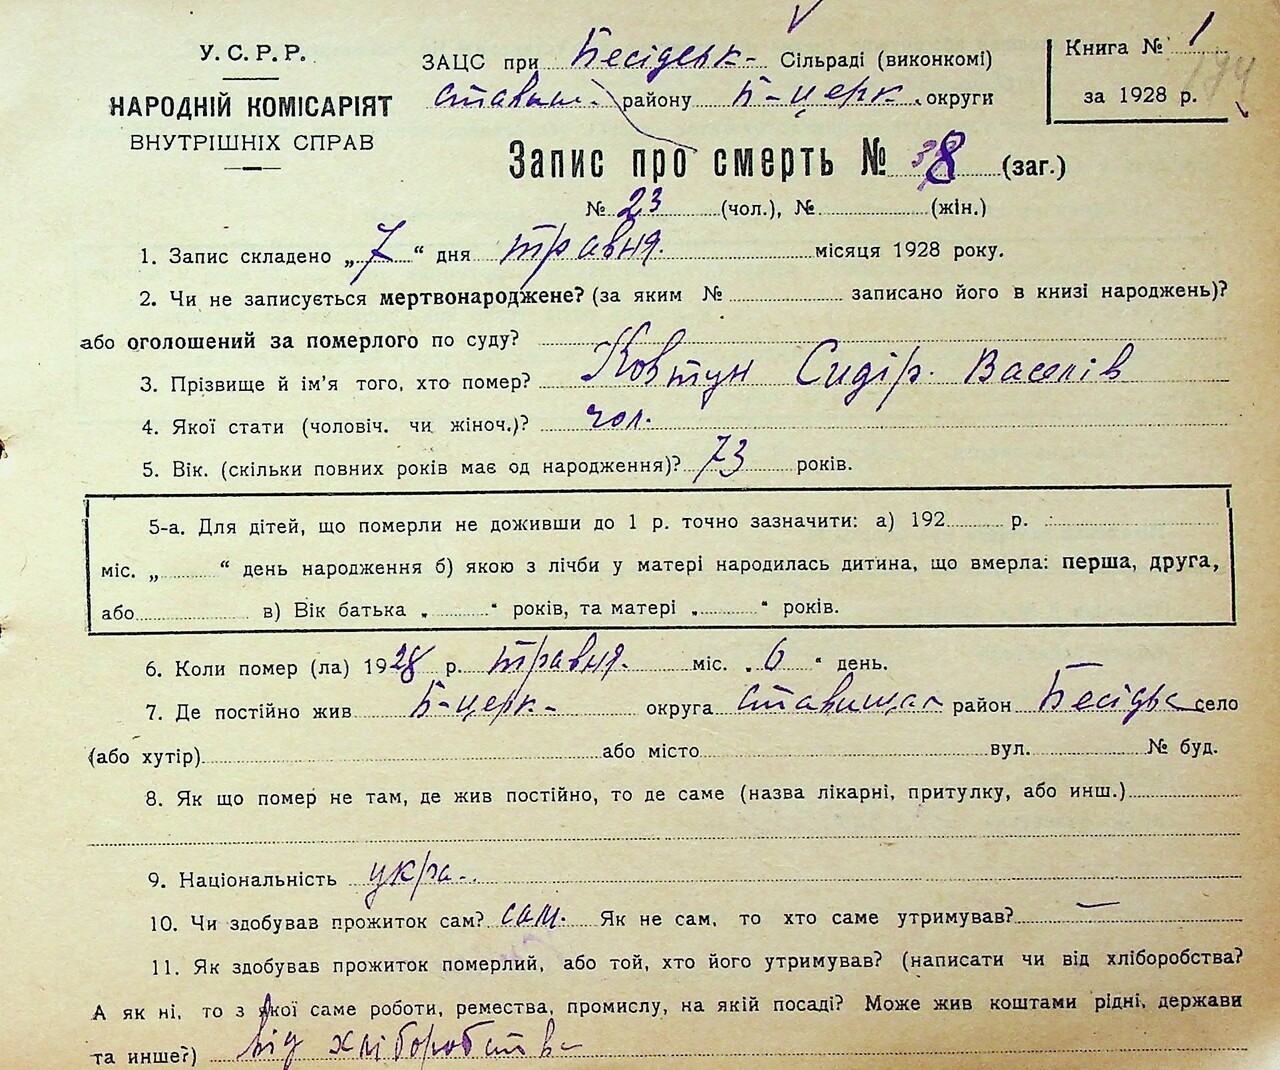 У.С.Р.Р.
НАРОДНІЙ КОМІСАРІЯТ
ВНУТРІШНІХ СПРАВ
ЗАЦС при Бесідськ- Сільраді (виконкомі)
Ставищ. району Б-церк. округи
Книга № 1
за 1928 р.
Запис про смерть № 38 (заг.)
№ 23 (чол.), № (жін.)
1. Запис складено „7“ дня травня. місяця 1928 року.
2. Чи не записується мертвонароджене? (за яким № записано його в книзі народжень)?
або оголошений за померлого по суду?
3. Прізвище й ім'я того, хто помер? Ковтун Сидір. Васелів
4. Якої стати (чоловіч. чи жіноч.)? чол.
5. Вік. (скільки повних років має од народження)? 73 років.
5-а. Для дітей, що померли не доживши до 1 р. точно зазначити: а) 192 р.
міс. „ “ день народження б) якою з лічби у матері народилась дитина, що вмерла: перша, друга,
або в) Вік батька „ “ років, та матері „ “ років.
6. Коли помер (ла) 1928 р. травня. міс. „6“ день.
7. Де постійно жив Б-церк- округа Ставищан район Бесідка село
(або хутір) або місто вул. № буд.
8. Як що помер не там, де жив постійно, то де саме (назва лікарні, притулку, або инш.)
9. Національність укра-.
10. Чи здобував прожиток сам? сам. Як не сам, то хто саме утримував? —
11. Як здобував прожиток померлий, або той, хто його утримував? (написати чи від хліборобства?
А як ні, то з якої саме роботи, ремества, промислу, на якій посаді? Може жив коштами рідні, держави
та инше?) від хліборобства